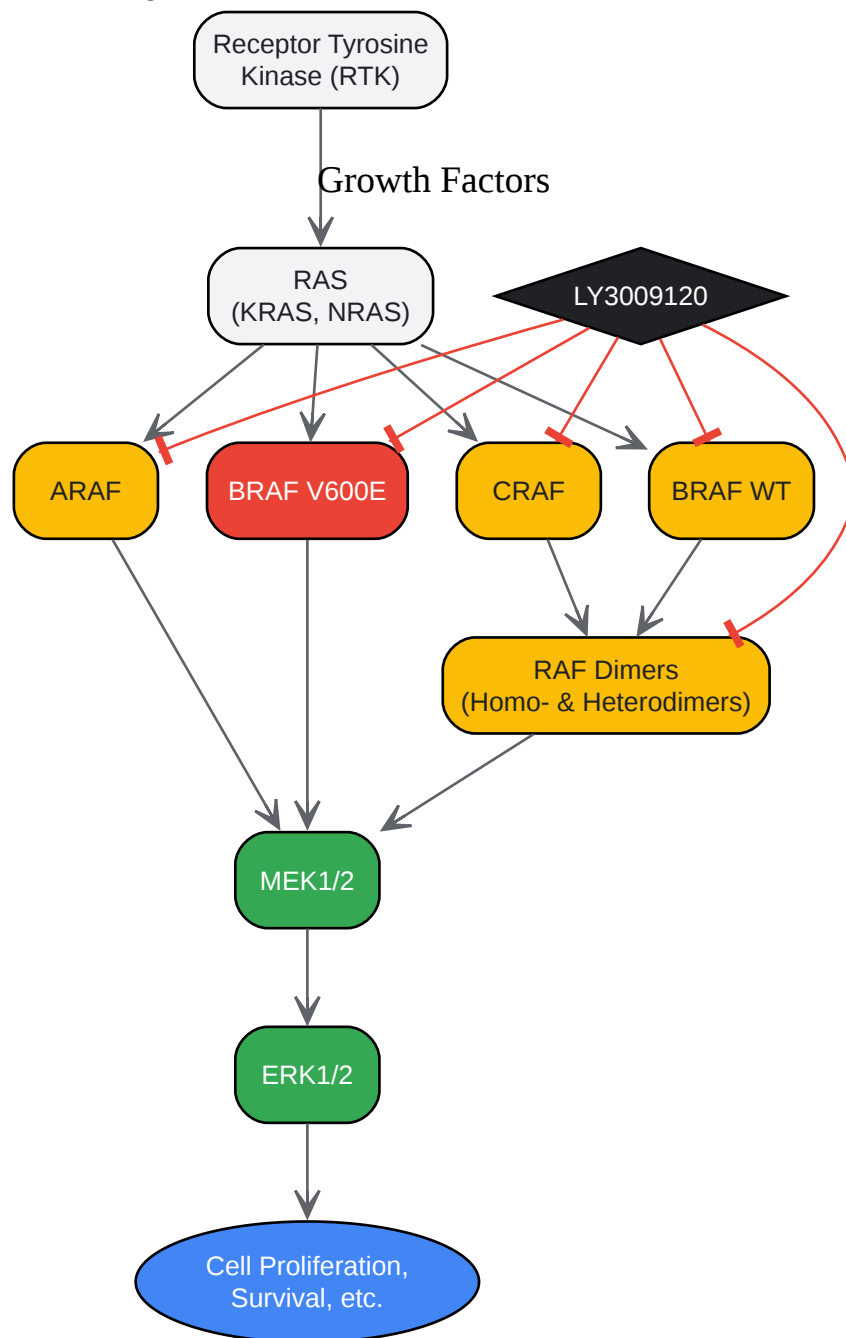 Receptor Tyrosine
Kinase (RTK)
Growth Factors
RAS
(KRAS, NRAS)
LY3009120
ARAF
BRAF V600E
CRAF
BRAF WT
RAF Dimers
(Homo- & Heterodimers)
MEK1/2
ERK1/2
Cell Proliferation,
Survival, etc.